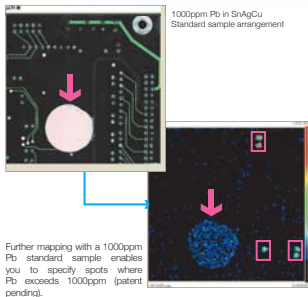 1000ppm Pb in SnAgCu
Standard sample arrangement
Further mapping with a 1000ppm
Pb standard sample enables
you to specify spots where
Pb exceeds 1000ppm (patent
pending).